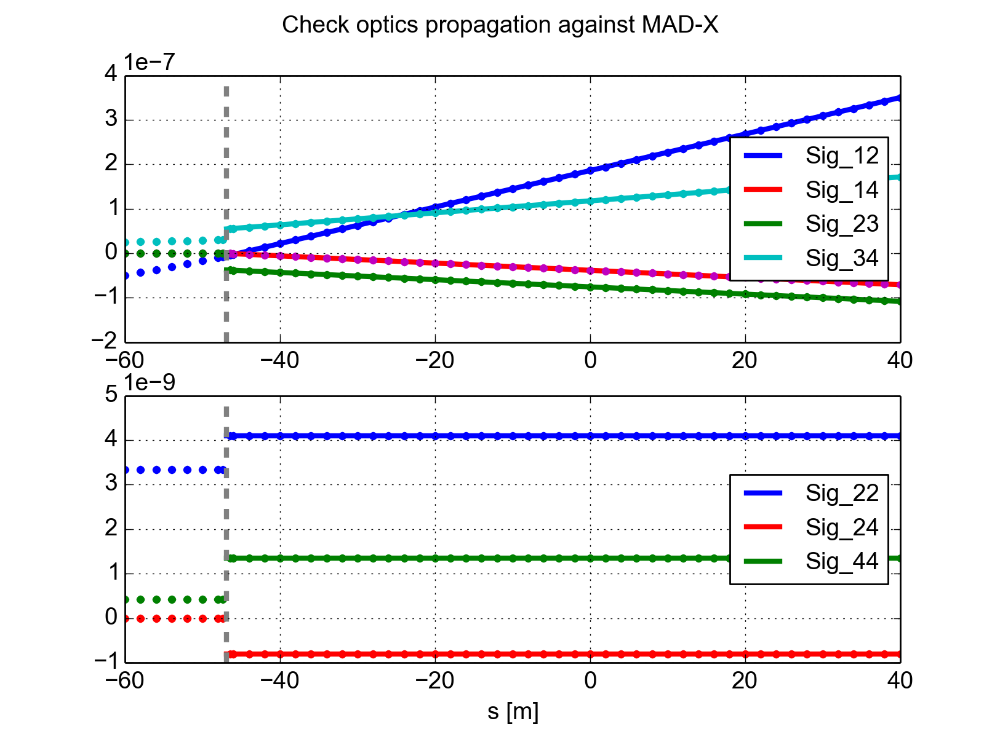 Check optics propagation against MAD-X
1e−7
4
3
2
1
0
−1
−2
−60 −40 −20 0 20 40
Sig_12
Sig_14
Sig_23
Sig_34
1e−9
5
4
3
2
1
0
−1
−60 −40 −20 0 20 40
Sig_22
Sig_24
Sig_44
s [m]